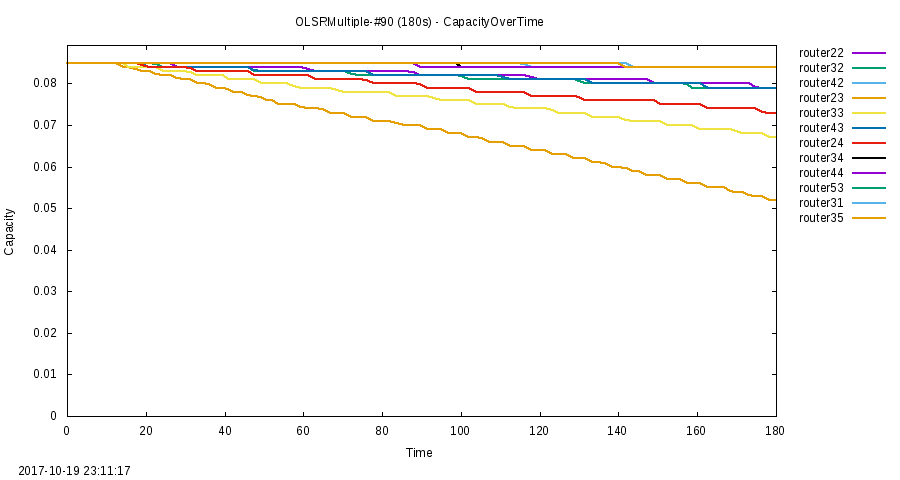 OLSRMultiple-#90 (180s) - CapacityOverTime
router22
router32
router42
router23
router33
router43
router24
router34
router44
router53
router31
router35
0.08
0.07
0.06
0.05
0.04
0.03
0.02
0.01
0
Capacity
0 20 40 60 80 100 120 140 160 180
Time
2017-10-19 23:11:17